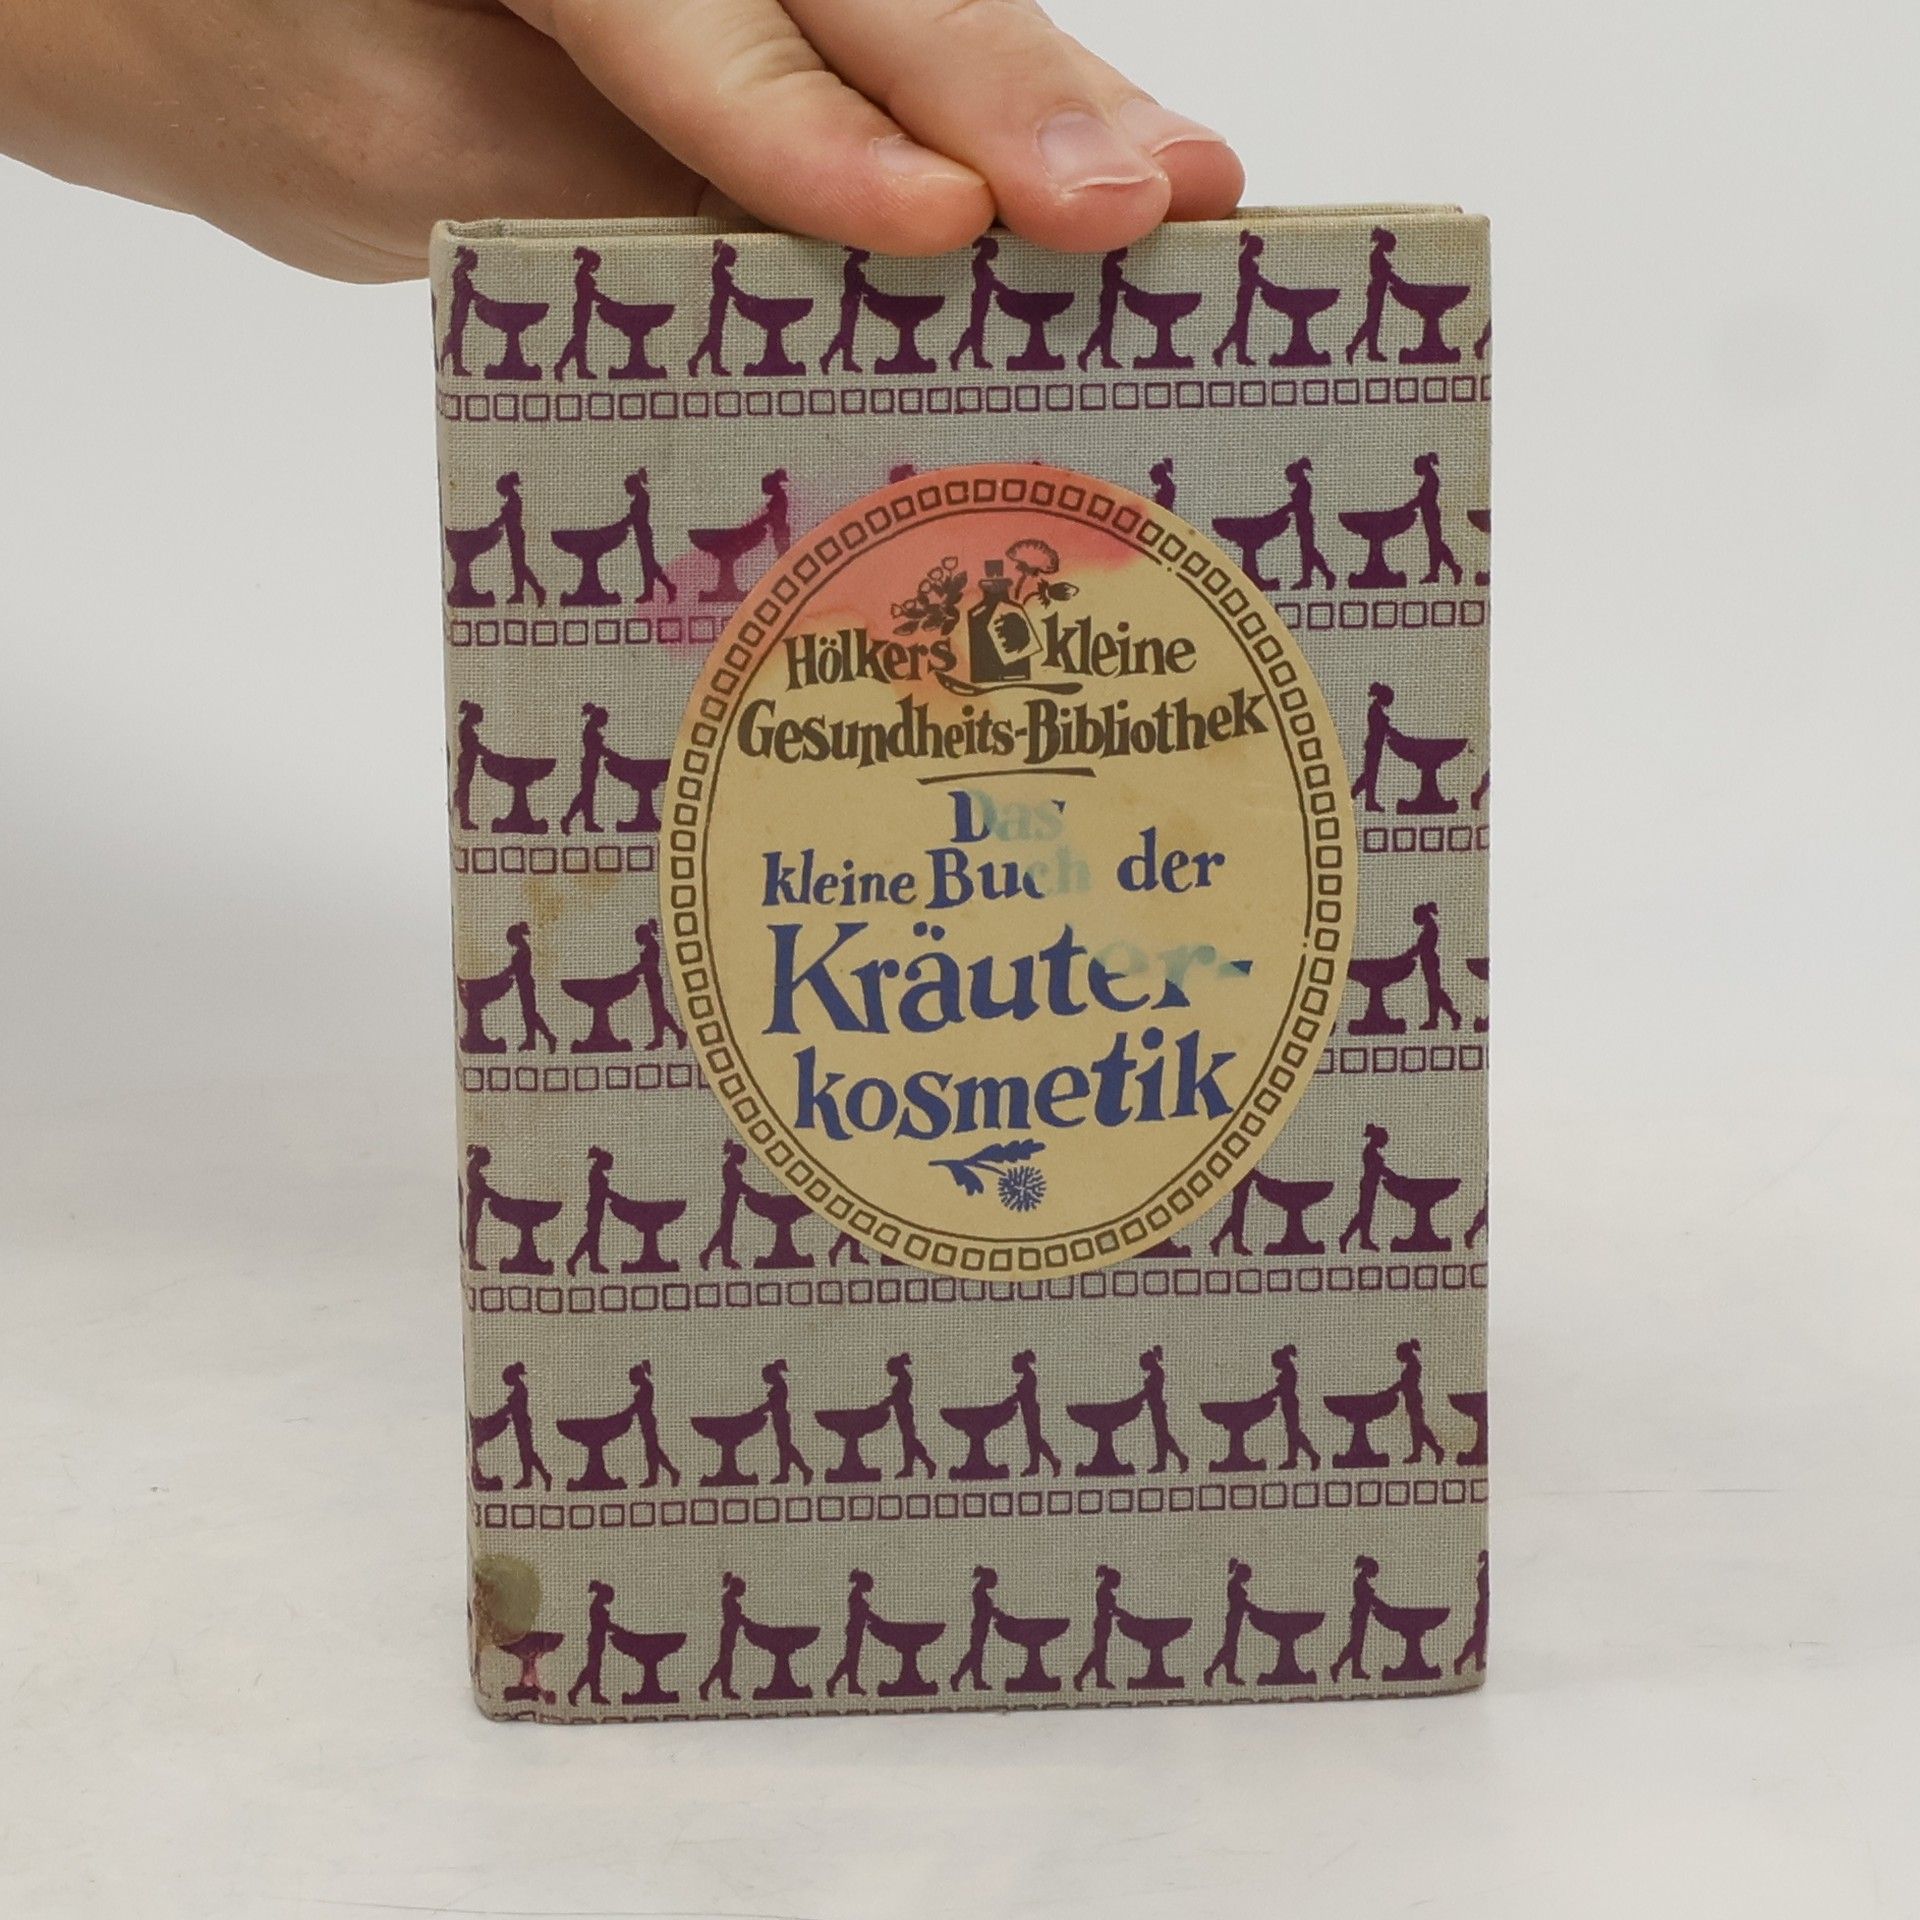 Hölkers kleine
Gesundheits-Bibliothek
Das
kleine Buch der
Kräuter-
kosmetik